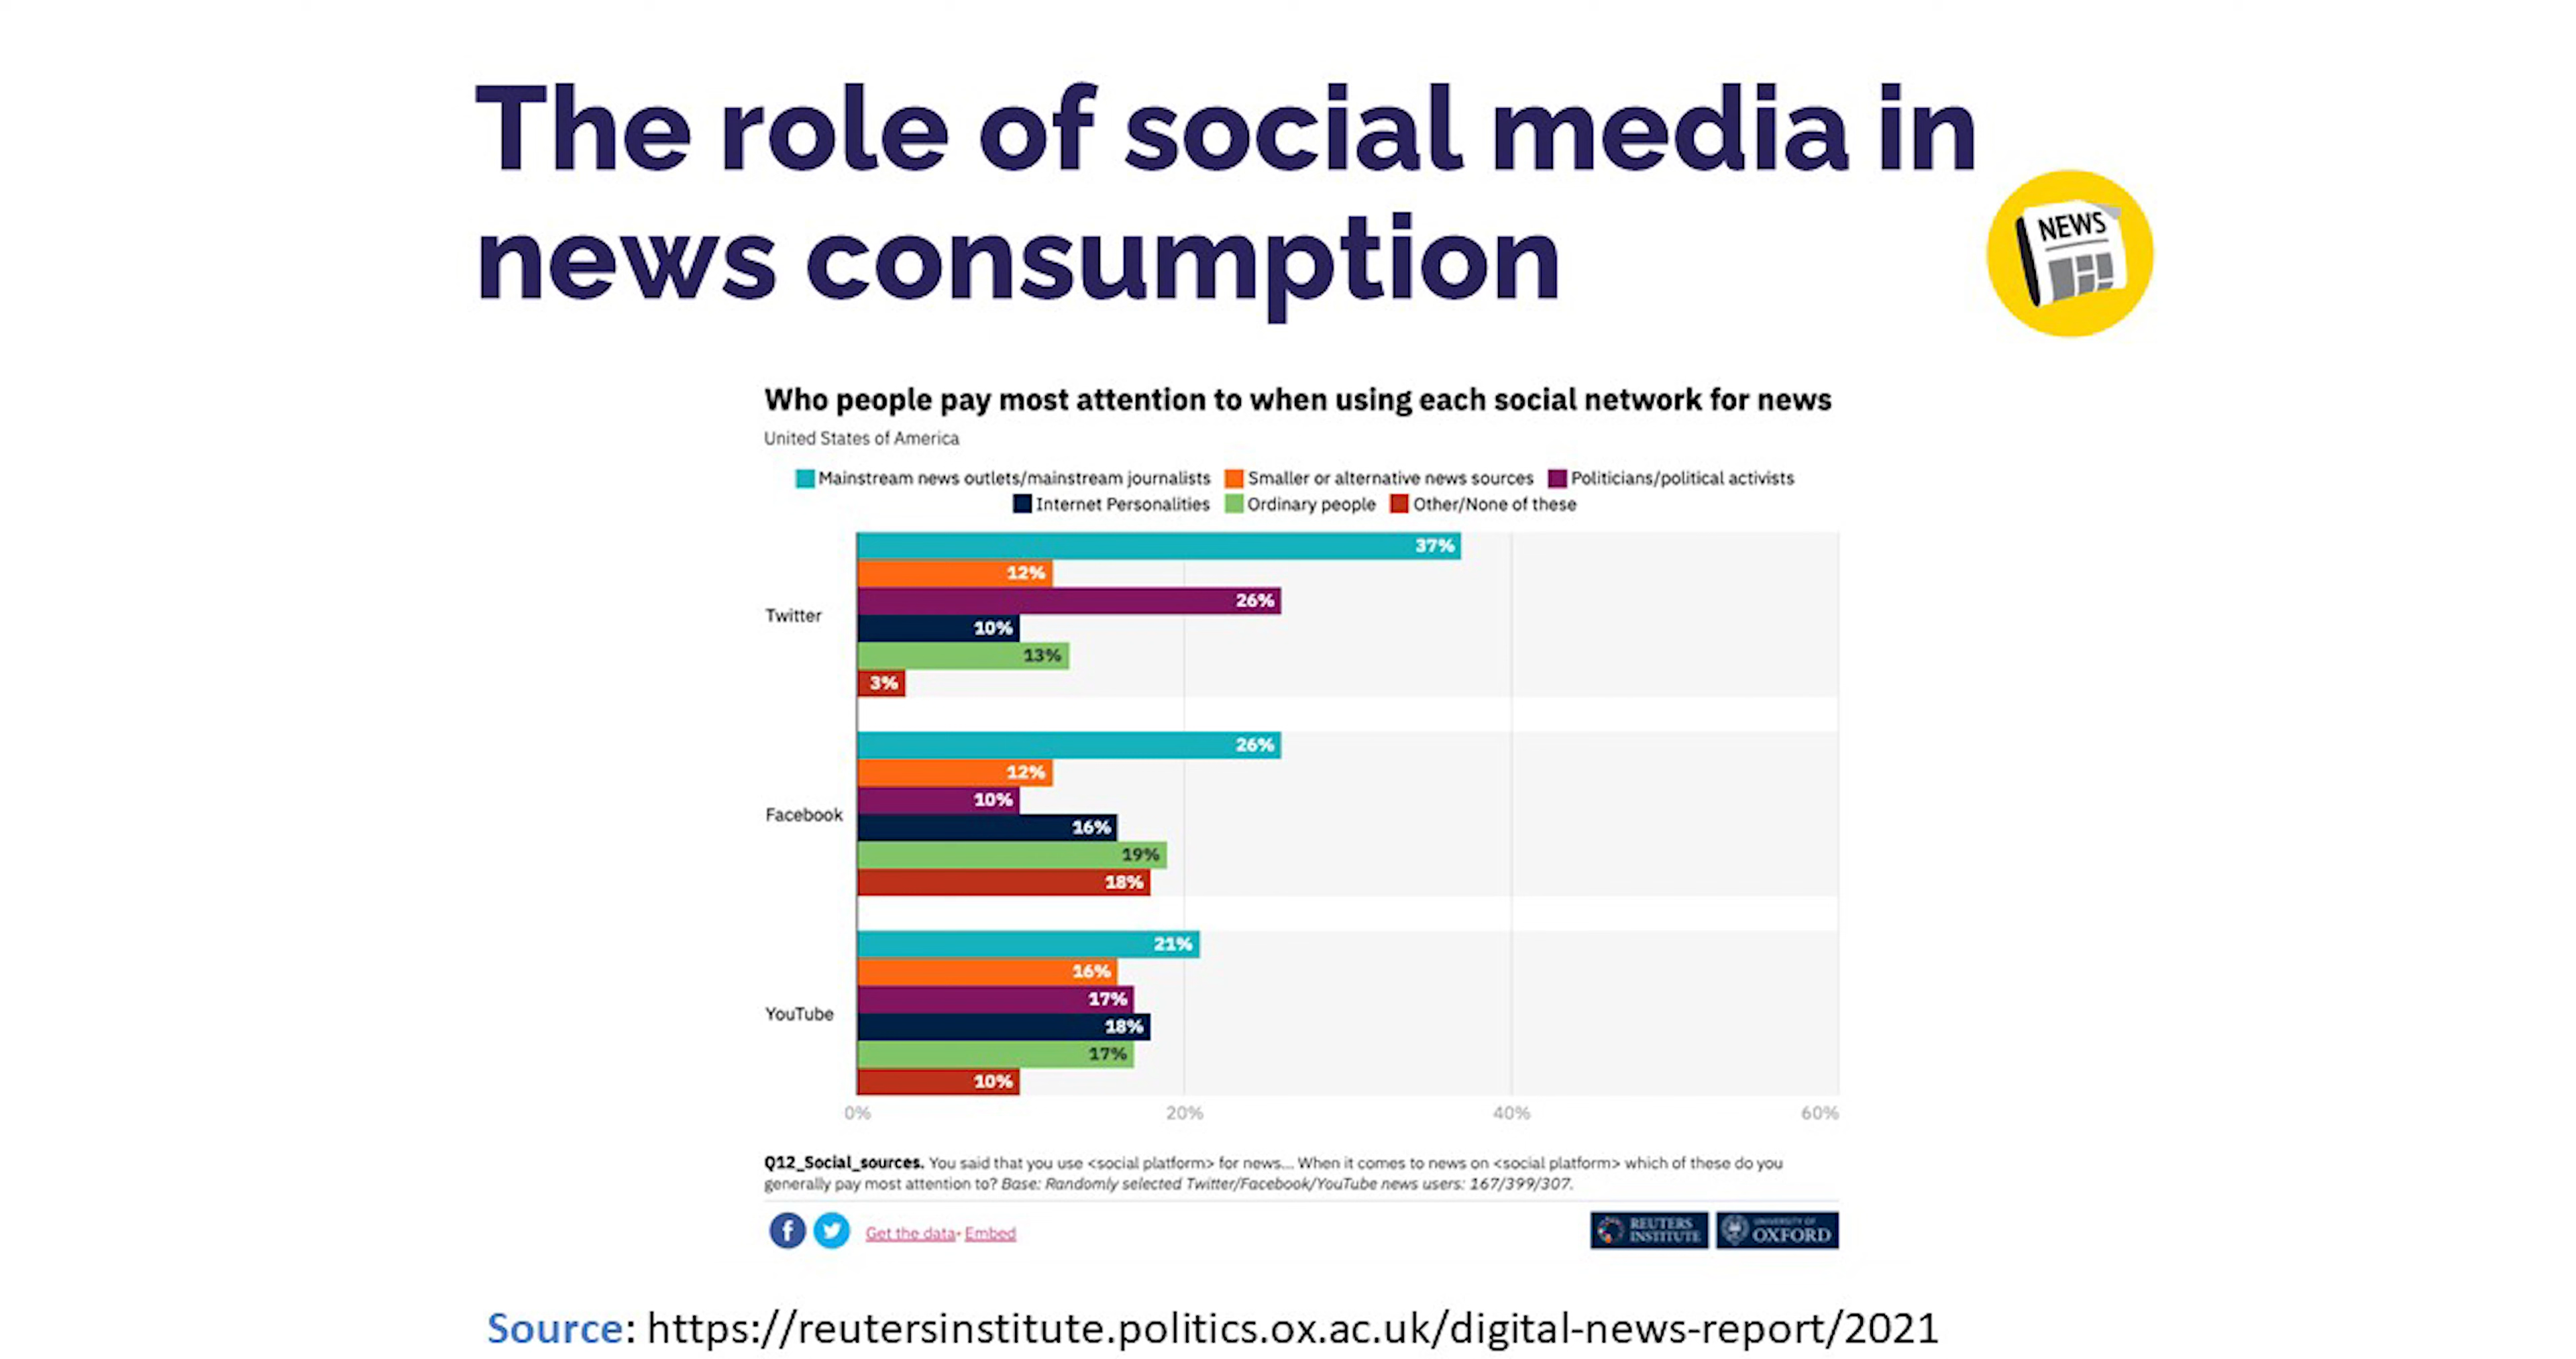 The role of social media in
news consumption
NEWS
Who people pay most attention to when using each social network for news
United States of America
Mainstream news outlets/mainstream journalists Smaller or alternative news sources Politicians/political activists
Internet Personalities Ordinary people Other/None of these
37%
12%
26%
Twitter
10%
13%
3%
26%
12%
10%
Facebook
16%
19%
18%
21%
16%
17%
YouTube
18%
17%
10%
0% 20% 40% 60%
Q12_Social_sources. You said that you use <social platform> for news... When it comes to news on <social platform> which of these do you
generally pay most attention to? Base: Randomly selected Twitter/Facebook/YouTube news users: 167/399/307.
Get the data • Embed
REUTERS
INSTITUTE
UNIVERSITY OF
OXFORD
Source: https://reutersinstitute.politics.ox.ac.uk/digital-news-report/2021